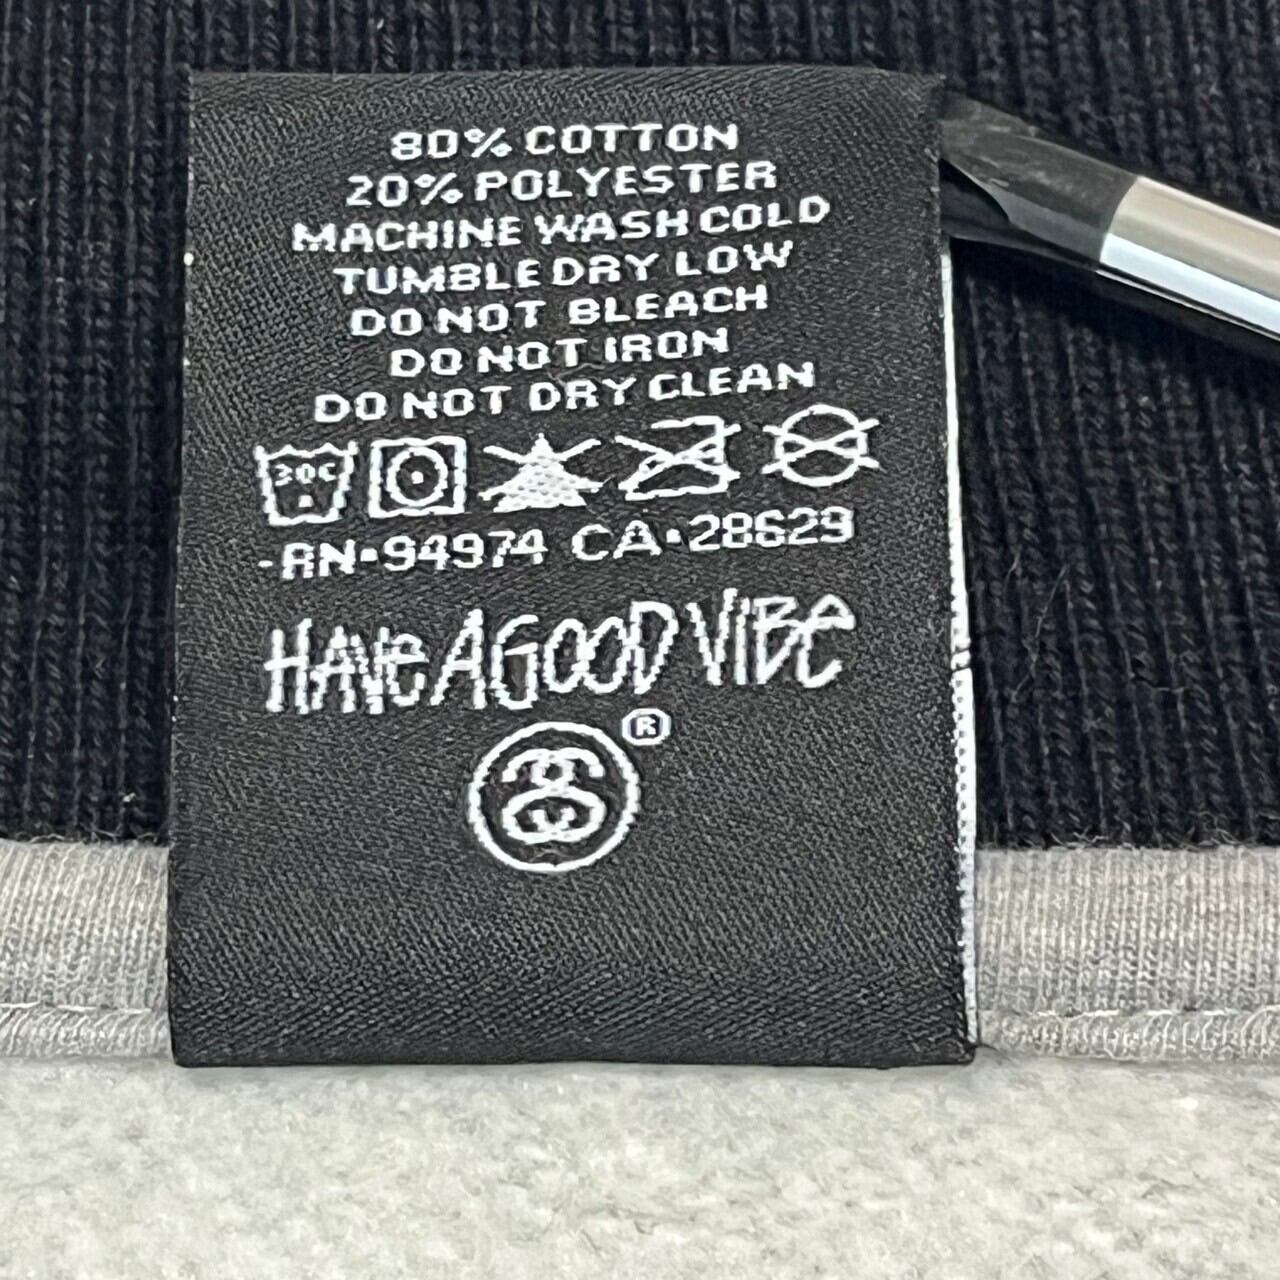 80% COTTON
20% POLYESTER
MACHINE WASH COLD
TUMBLE DRY LOW
DO NOT BLEACH
DO NOT IRON
DO NOT DRY CLEAN
30C
-RN•94974 CA•28629
HAVE A GOOD VIBE
®